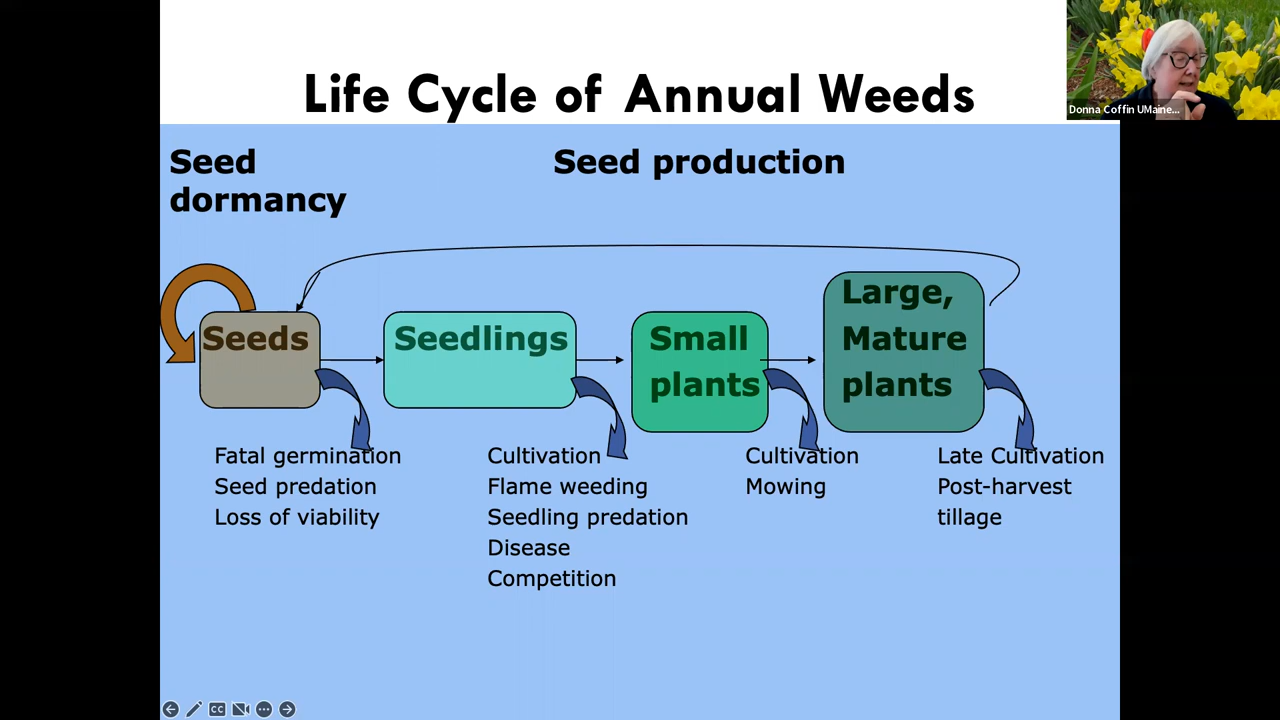 Life Cycle of Annual Weeds
Donna Coffin UMaine...
Seed
dormancy
Seed production
Seeds
Seedlings
Small
plants
Large,
Mature
plants
Fatal germination
Seed predation
Loss of viability
Cultivation
Flame weeding
Seedling predation
Disease
Competition
Cultivation
Mowing
Late Cultivation
Post-harvest
tillage
CC